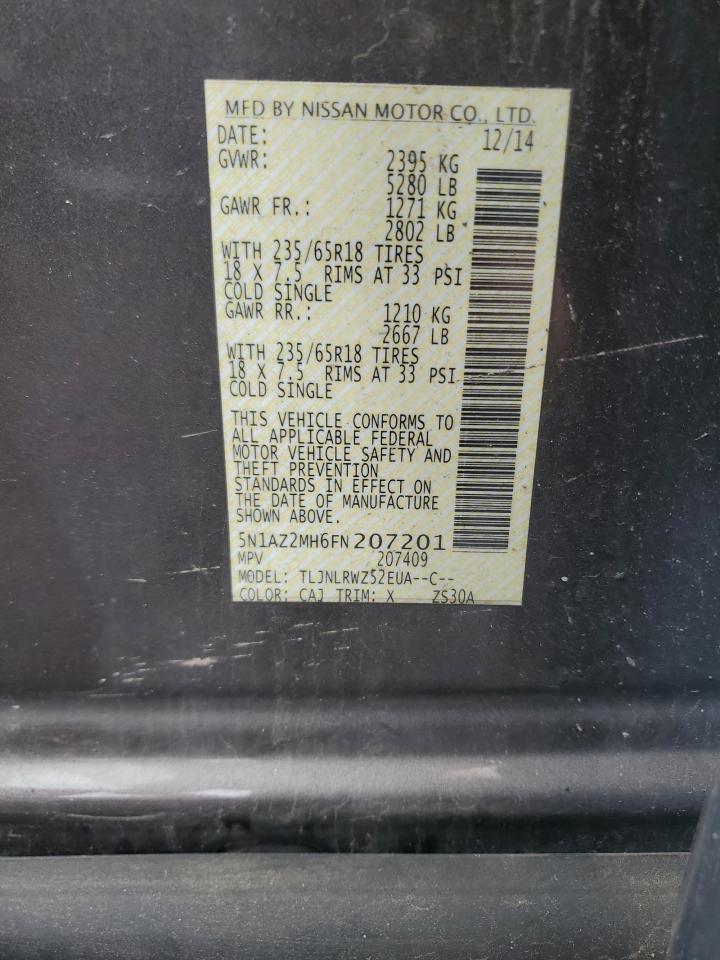 MFD BY NISSAN MOTOR CO., LTD.
DATE: 12/14
GVWR: 2395 KG
5280 LB
GAWR FR.: 1271 KG
2802 LB
WITH 235/65R18 TIRES
18 X 7.5 RIMS AT 33 PSI
COLD SINGLE
GAWR RR.: 1210 KG
2667 LB
WITH 235/65R18 TIRES
18 X 7.5 RIMS AT 33 PSI
COLD SINGLE
THIS VEHICLE CONFORMS TO
ALL APPLICABLE FEDERAL
MOTOR VEHICLE SAFETY AND
THEFT PREVENTION
STANDARDS IN EFFECT ON
THE DATE OF MANUFACTURE
SHOWN ABOVE.
5N1AZ2MH6FN207201
MPV 207409
MODEL: TLJNLRWZ52EUA--C--
COLOR: CAJ TRIM: X ZS30A